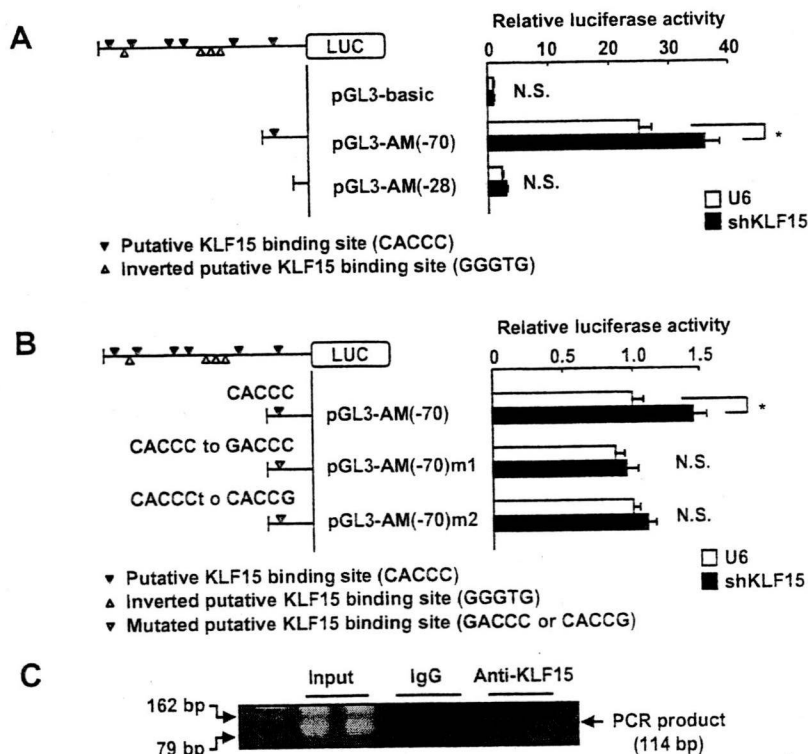 A
LUC
Relative luciferase activity
0 10 20 30 40
pGL3-basic
N.S.
pGL3-AM(-70)
*
pGL3-AM(-28)
N.S.
U6
shKLF15
▼ Putative KLF15 binding site (CACCC)
△ Inverted putative KLF15 binding site (GGGTG)
B
LUC
Relative luciferase activity
0 0.5 1.0 1.5
CACCC
pGL3-AM(-70)
*
CACCC to GACCC
pGL3-AM(-70)m1
N.S.
CACCCt o CACCG
pGL3-AM(-70)m2
N.S.
U6
shKLF15
▼ Putative KLF15 binding site (CACCC)
△ Inverted putative KLF15 binding site (GGGTG)
▽ Mutated putative KLF15 binding site (GACCC or CACCG)
C
Input IgG Anti-KLF15
162 bp
79 bp
PCR product
(114 bp)